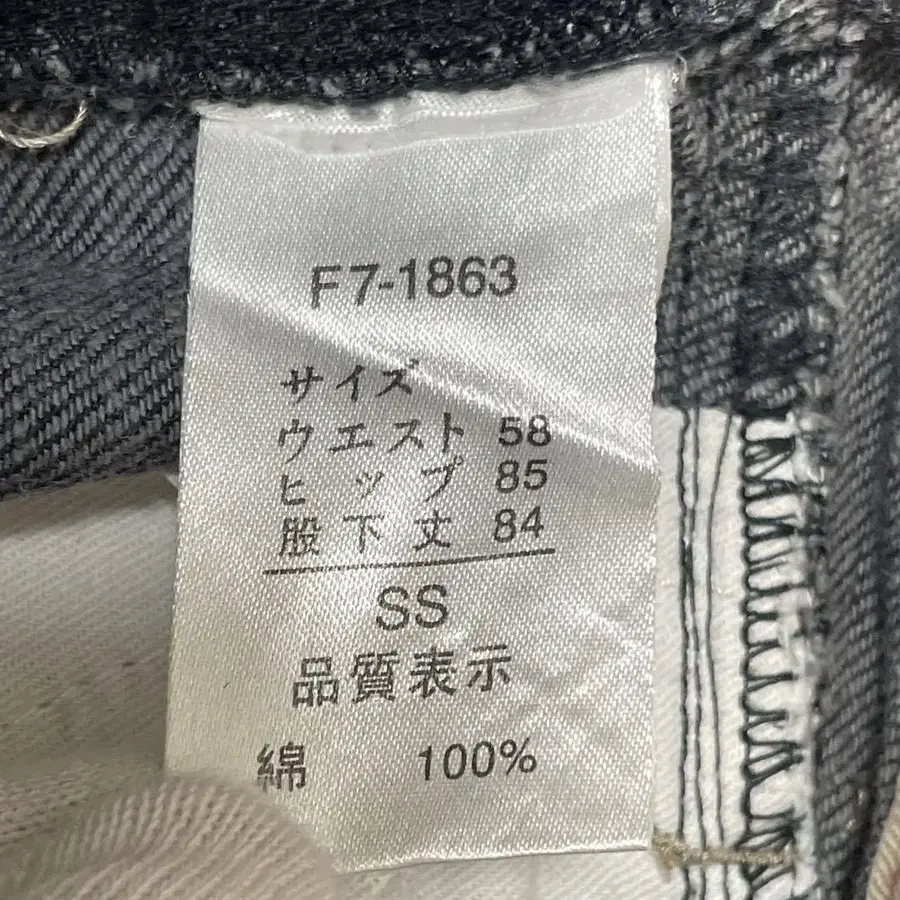 F7-1863
サイズ
ウエスト 58
ヒップ 85
股下丈 84
SS
品質表示
綿 100%